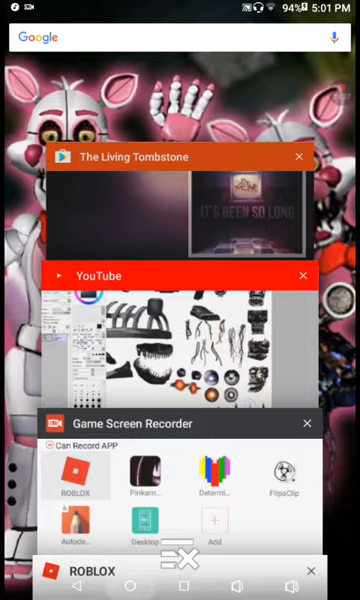 94% 5:01 PM
Google
The Living Tombstone
IT'S BEEN SO LONG
YouTube
Game Screen Recorder
Can Record APP
ROBLOX Pinkam... Determi... FlipaClip
Autode... Desktop Add
ROBLOX